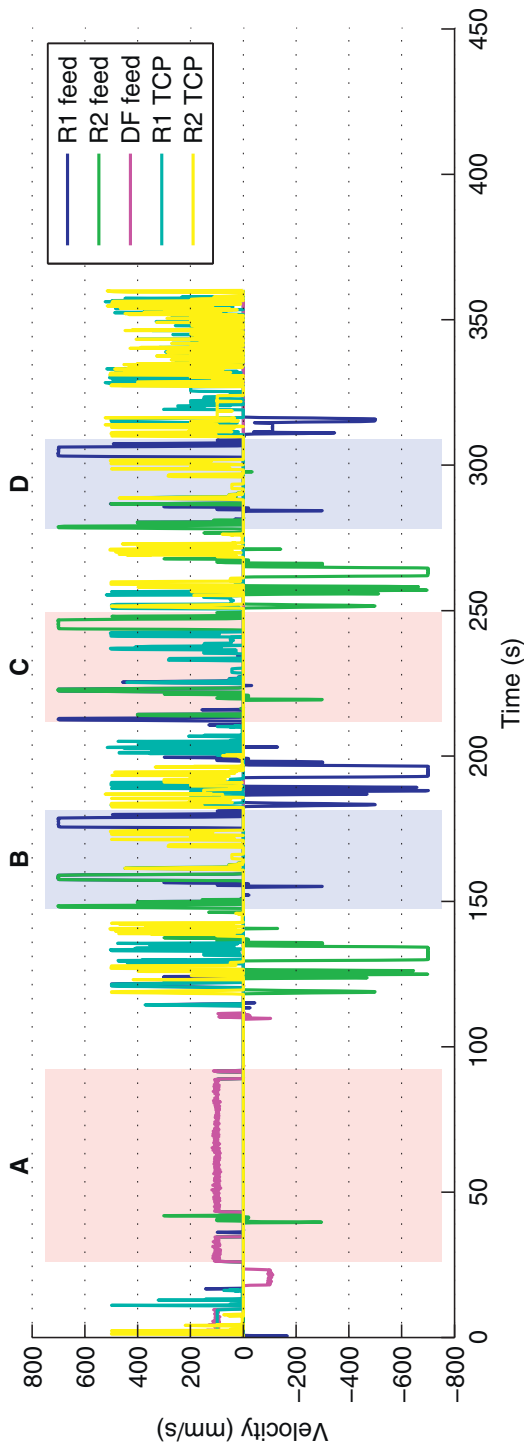 A
B
C
D
800
600
400
200
0
−200
−400
−600
−800
Velocity (mm/s)
0
50
100
150
200
250
300
350
400
450
Time (s)
R1 feed
R2 feed
DF feed
R1 TCP
R2 TCP